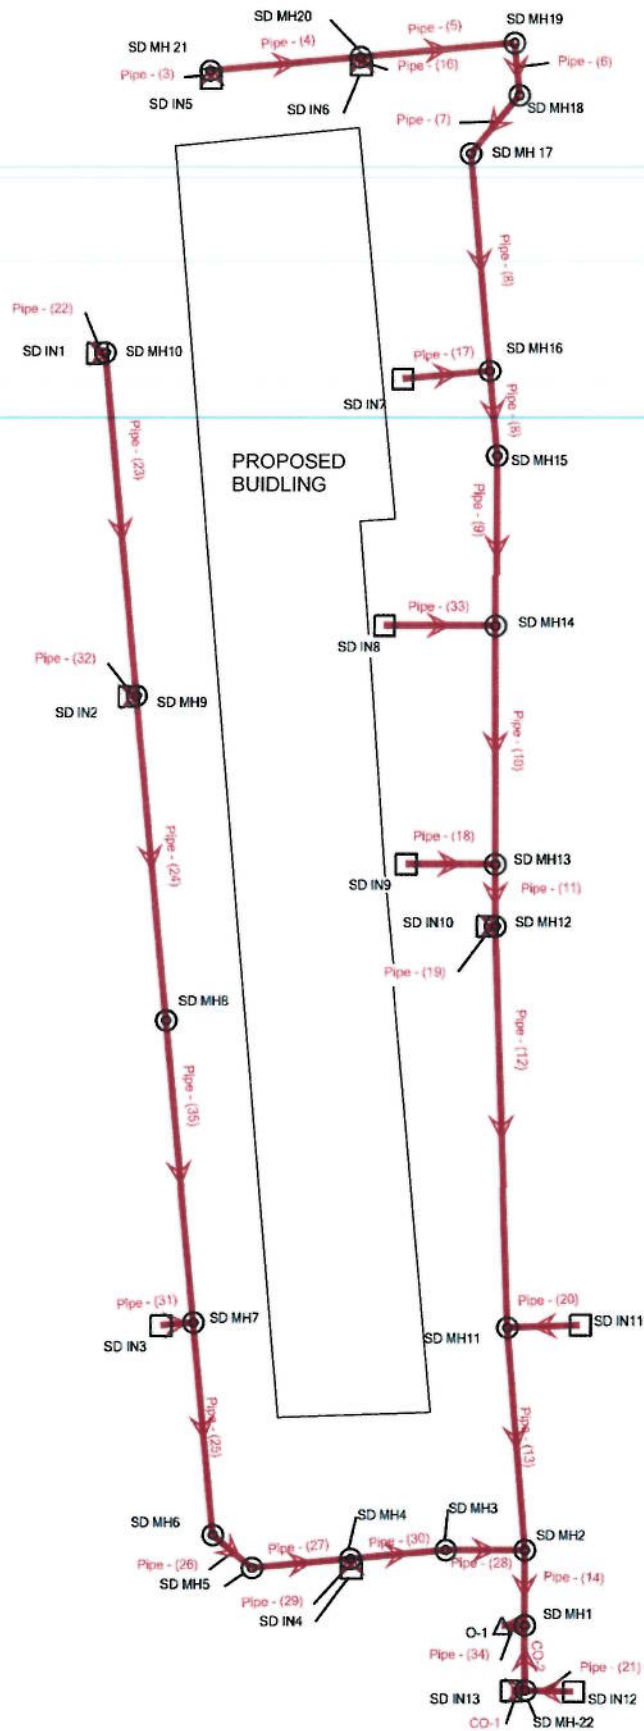 SD MH20
Pipe - (5)
SD MH19
Pipe - (4)
SD MH 21
Pipe - (3)
Pipe - (16)
Pipe - (6)
SD IN5
SD IN6
SD MH18
Pipe - (7)
SD MH 17
Pipe - (8)
Pipe - (22)
SD IN1
SD MH10
SD MH16
Pipe - (17)
SD IN7
Pipe - (8)
Pipe - (23)
PROPOSED
BUIDLING
SD MH15
Pipe - (9)
Pipe - (33)
SD MH14
SD IN8
Pipe - (32)
SD IN2
SD MH9
Pipe - (10)
Pipe - (18)
SD MH13
SD IN9
Pipe - (24)
Pipe - (11)
SD IN10
SD MH12
Pipe - (19)
SD MH8
Pipe - (12)
Pipe - (35)
Pipe - (31)
SD MH7
SD IN3
Pipe - (20)
SD IN11
SD MH11
Pipe - (25)
Pipe - (13)
SD MH6
SD MH4
SD MH3
SD MH2
Pipe - (27)
Pipe - (30)
Pipe - (26)
Pipe - (28)
SD MH5
Pipe - (29)
SD IN4
Pipe - (14)
SD MH1
O-1
Pipe - (34)
CO-2
Pipe - (21)
SD IN13
SD IN12
CO-1
SD MH-22